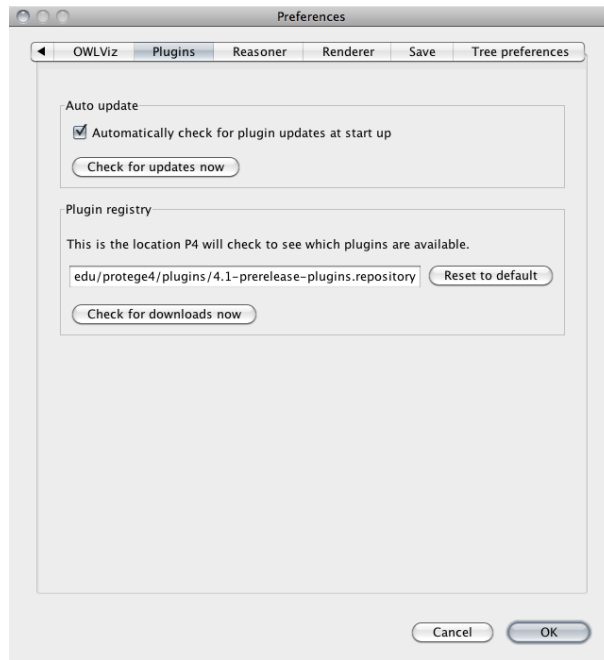 Preferences
OWLViz Plugins Reasoner Renderer Save Tree preferences
Auto update
Automatically check for plugin updates at start up
Check for updates now
Plugin registry
This is the location P4 will check to see which plugins are available.
edu/protege4/plugins/4.1-prerelease-plugins.repository Reset to default
Check for downloads now
Cancel OK